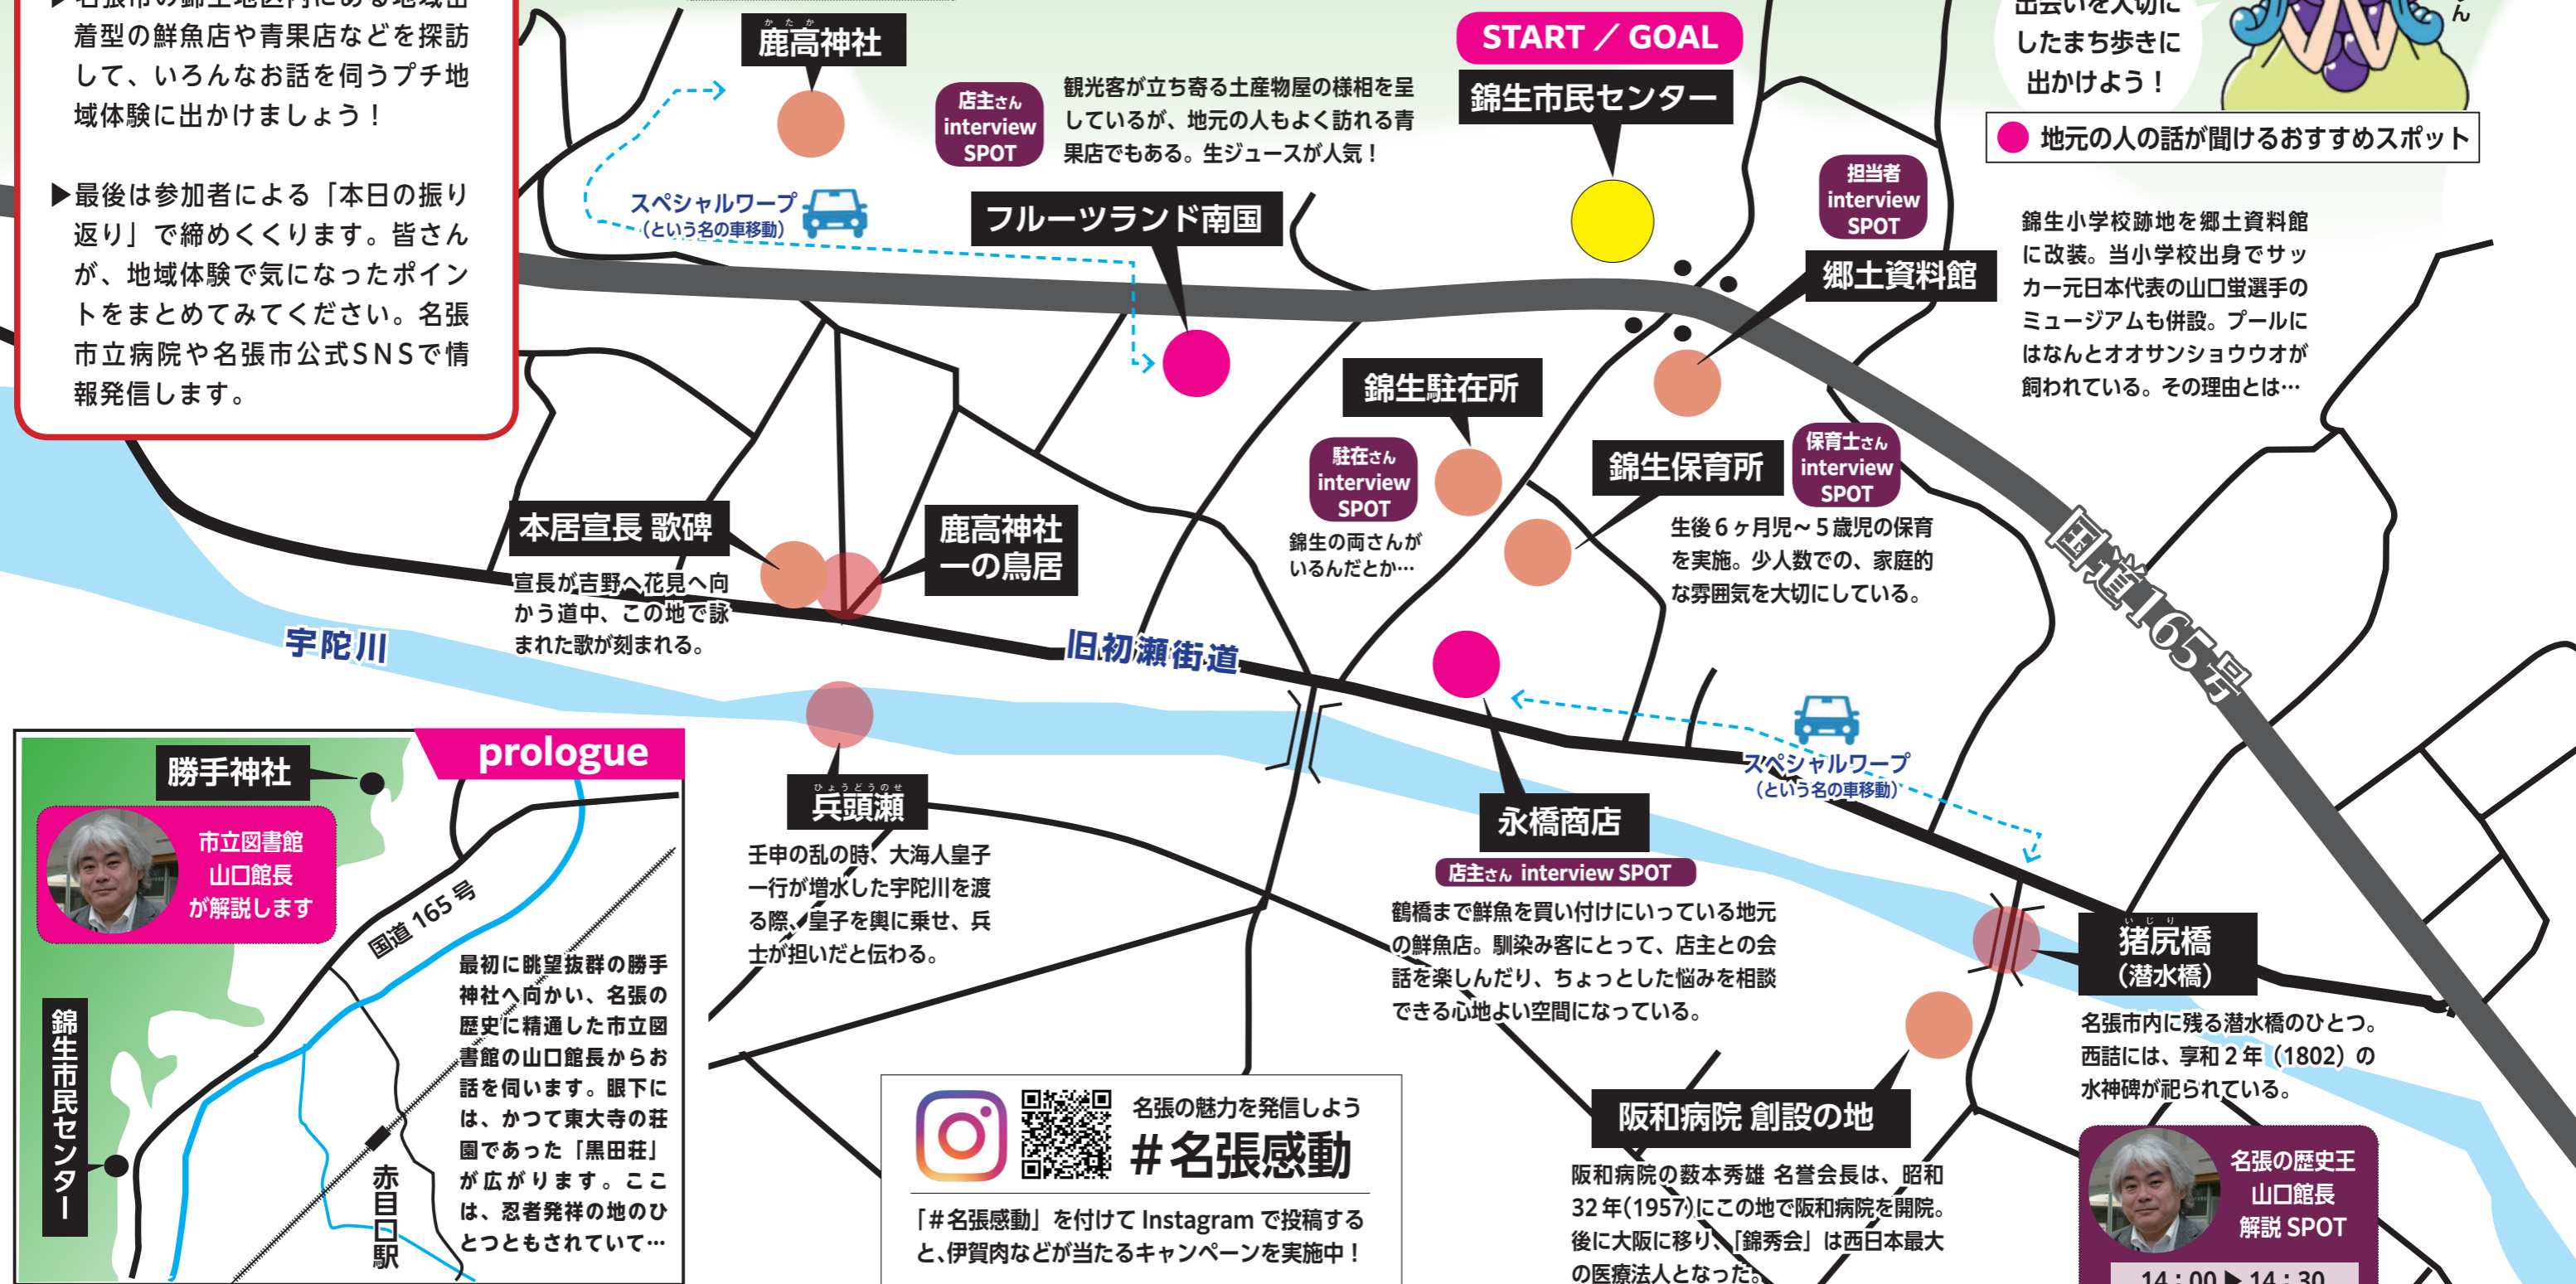 着型の鮮魚店や青果店などを探訪
して、いろんなお話を伺うプチ地
域体験に出かけましょう！
▶最後は参加者による「本日の振り
返り」で締めくくります。皆さん
が、地域体験で気になったポイン
トをまとめてみてください。名張
市立病院や名張市公式SNSで情
報発信します。
かたか
鹿高神社
スペシャルワープ
（という名の車移動）
店主さん
interview
SPOT
観光客が立ち寄る土産物屋の様相を呈
しているが、地元の人もよく訪れる青
果店でもある。生ジュースが人気！
フルーツランド南国
START ／ GOAL
錦生市民センター
出会いを大切に
したまち歩きに
出かけよう！
ん
地元の人の話が聞けるおすすめスポット
担当者
interview
SPOT
郷土資料館
錦生小学校跡地を郷土資料館
に改装。当小学校出身でサッ
カー元日本代表の山口蛍選手の
ミュージアムも併設。プールに
はなんとオオサンショウウオが
飼われている。その理由とは…
錦生駐在所
駐在さん
interview
SPOT
錦生の両さんが
いるんだとか…
錦生保育所
保育士さん
interview
SPOT
生後６ヶ月児～５歳児の保育
を実施。少人数での、家庭的
な雰囲気を大切にしている。
国道165号
本居宣長 歌碑
宣長が吉野へ花見へ向
かう道中、この地で詠
まれた歌が刻まれる。
鹿高神社
一の鳥居
宇陀川
旧初瀬街道
ひょうどうのせ
兵頭瀬
壬申の乱の時、大海人皇子
一行が増水した宇陀川を渡
る際、皇子を輿に乗せ、兵
士が担いだと伝わる。
スペシャルワープ
（という名の車移動）
永橋商店
店主さん interview SPOT
鶴橋まで鮮魚を買い付けにいっている地元
の鮮魚店。馴染み客にとって、店主との会
話を楽しんだり、ちょっとした悩みを相談
できる心地よい空間になっている。
いじり
猪尻橋
（潜水橋）
名張市内に残る潜水橋のひとつ。
西詰には、享和２年（1802）の
水神碑が祀られている。
阪和病院 創設の地
阪和病院の薮本秀雄 名誉会長は、昭和
32年(1957)にこの地で阪和病院を開院。
後に大阪に移り、「錦秀会」は西日本最大
の医療法人となった。
名張の歴史王
山口館長
解説 SPOT
14：00 ▶ 14：30
prologue
勝手神社
市立図書館
山口館長
が解説します
国道 165 号
錦生市民センター
赤目口駅
最初に眺望抜群の勝手
神社へ向かい、名張の
歴史に精通した市立図
書館の山口館長からお
話を伺います。眼下に
は、かつて東大寺の荘
園であった「黒田荘」
が広がります。ここ
は、忍者発祥の地のひ
とつともされていて…
名張の魅力を発信しよう
＃名張感動
「＃名張感動」を付けて Instagram で投稿する
と、伊賀肉などが当たるキャンペーンを実施中！